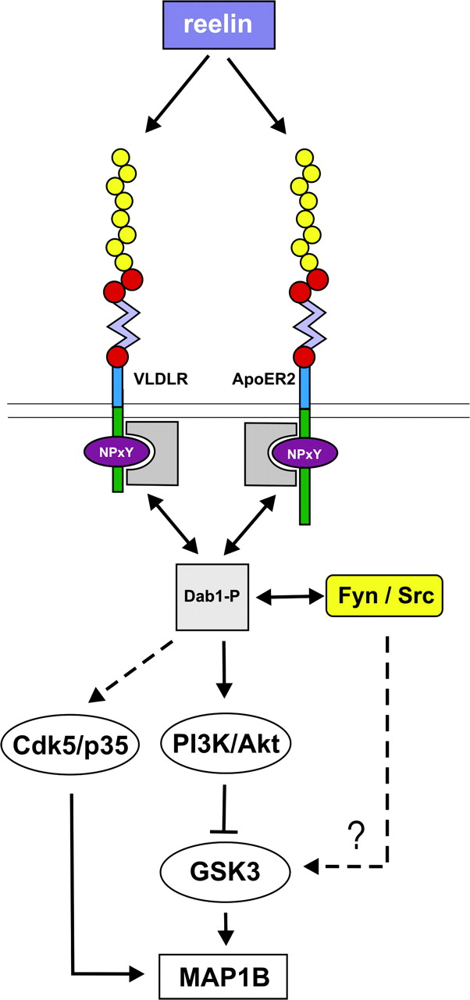 reelin
VLDLR
ApoER2
NPxY
NPxY
Dab1-P
Fyn / Src
Cdk5/p35
PI3K/Akt
?
GSK3
MAP1B